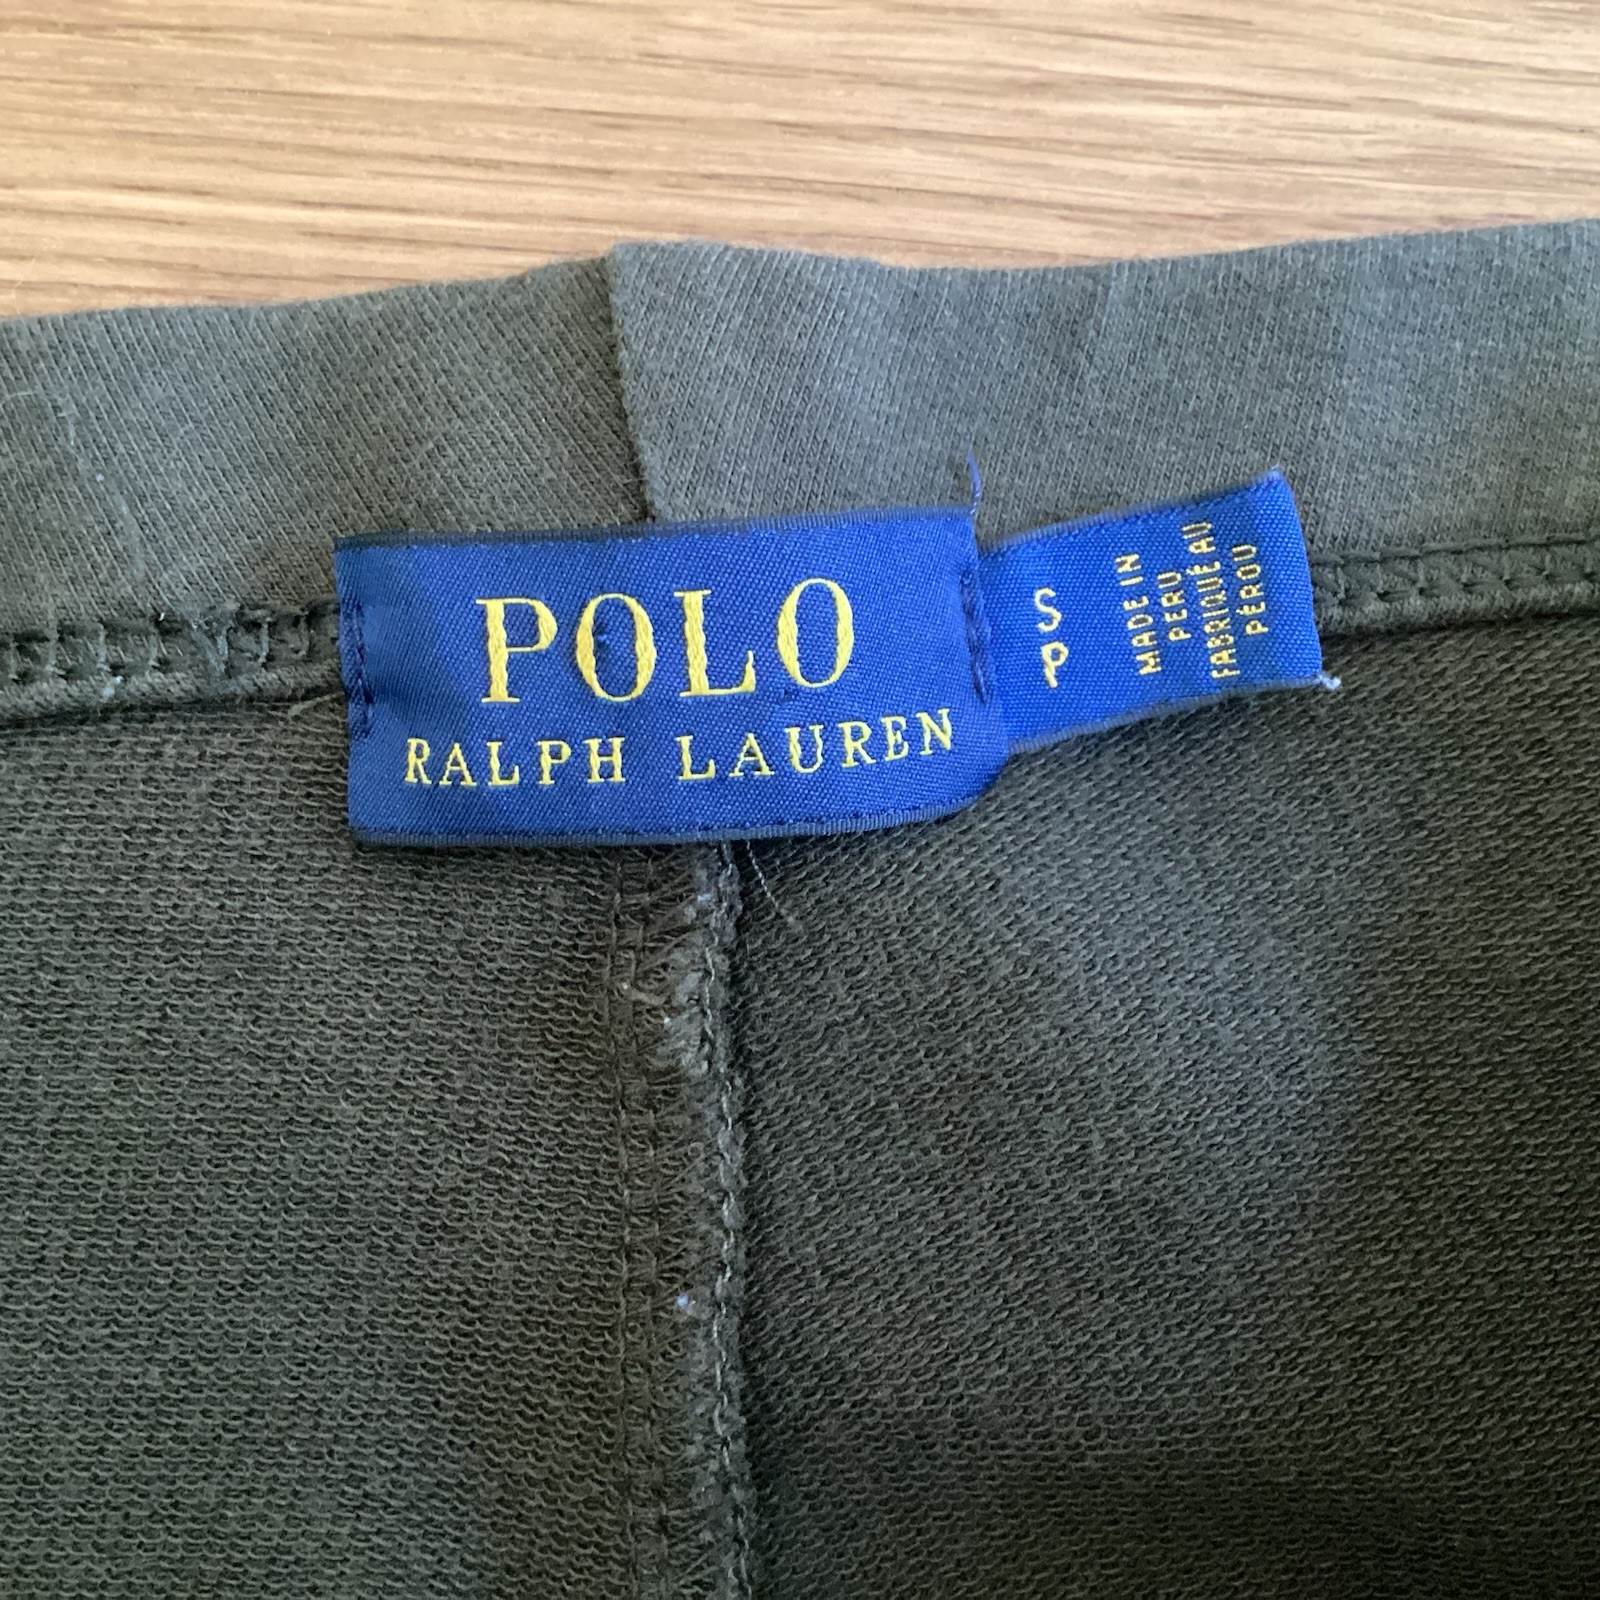 POLO
RALPH LAUREN
S
P
MADE IN
PERU
FABRIQUÉ AU
PÉROU